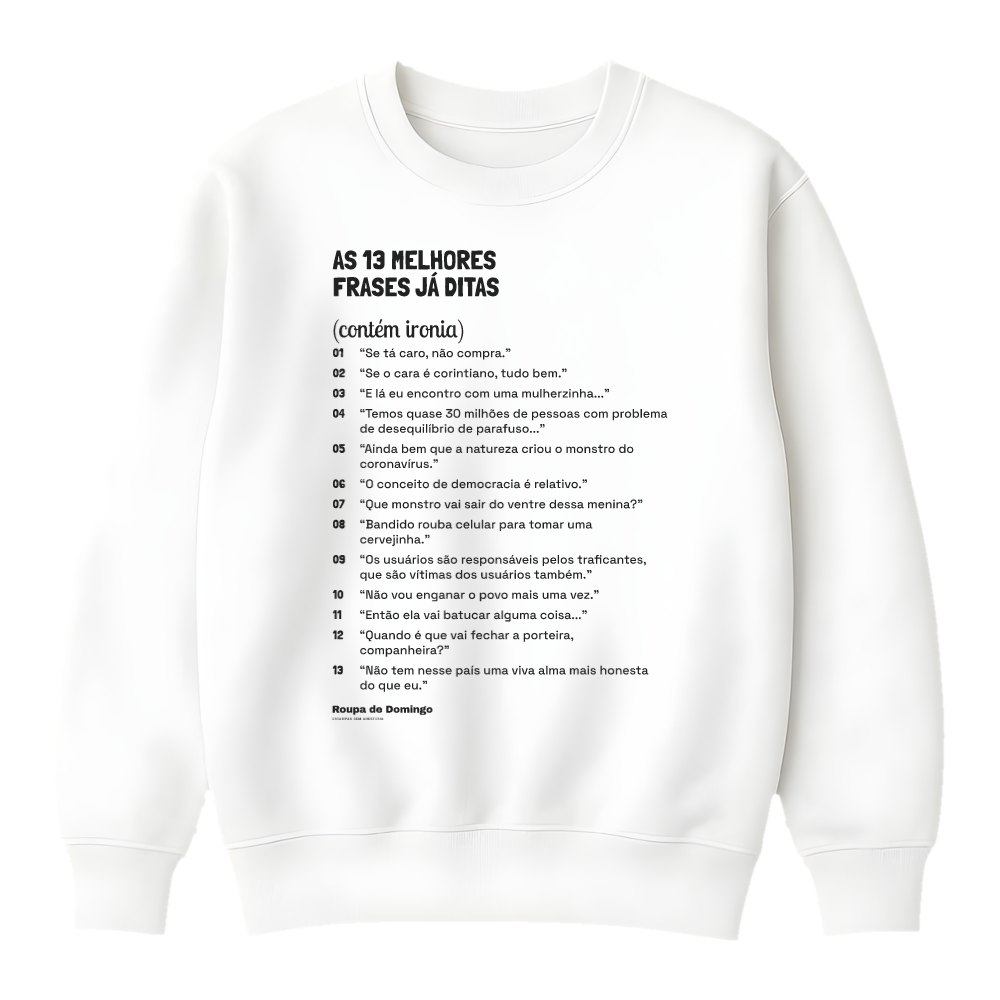 AS 13 MELHORES
FRASES JÁ DITAS
(contém ironia)
01 “Se tá caro, não compra.”
02 “Se o cara é corintiano, tudo bem.”
03 “E lá eu encontro com uma mulherzinha...”
04 “Temos quase 30 milhões de pessoas com problema
de desequilíbrio de parafuso...”
05 “Ainda bem que a natureza criou o monstro do
coronavírus.”
06 “O conceito de democracia é relativo.”
07 “Que monstro vai sair do ventre dessa menina?”
08 “Bandido rouba celular para tomar uma
cervejinha.”
09 “Os usuários são responsáveis pelos traficantes,
que são vítimas dos usuários também.”
10 “Não vou enganar o povo mais uma vez.”
11 “Então ela vai batucar alguma coisa...”
12 “Quando é que vai fechar a porteira,
companheira?”
13 “Não tem nesse país uma viva alma mais honesta
do que eu.”
Roupa de Domingo